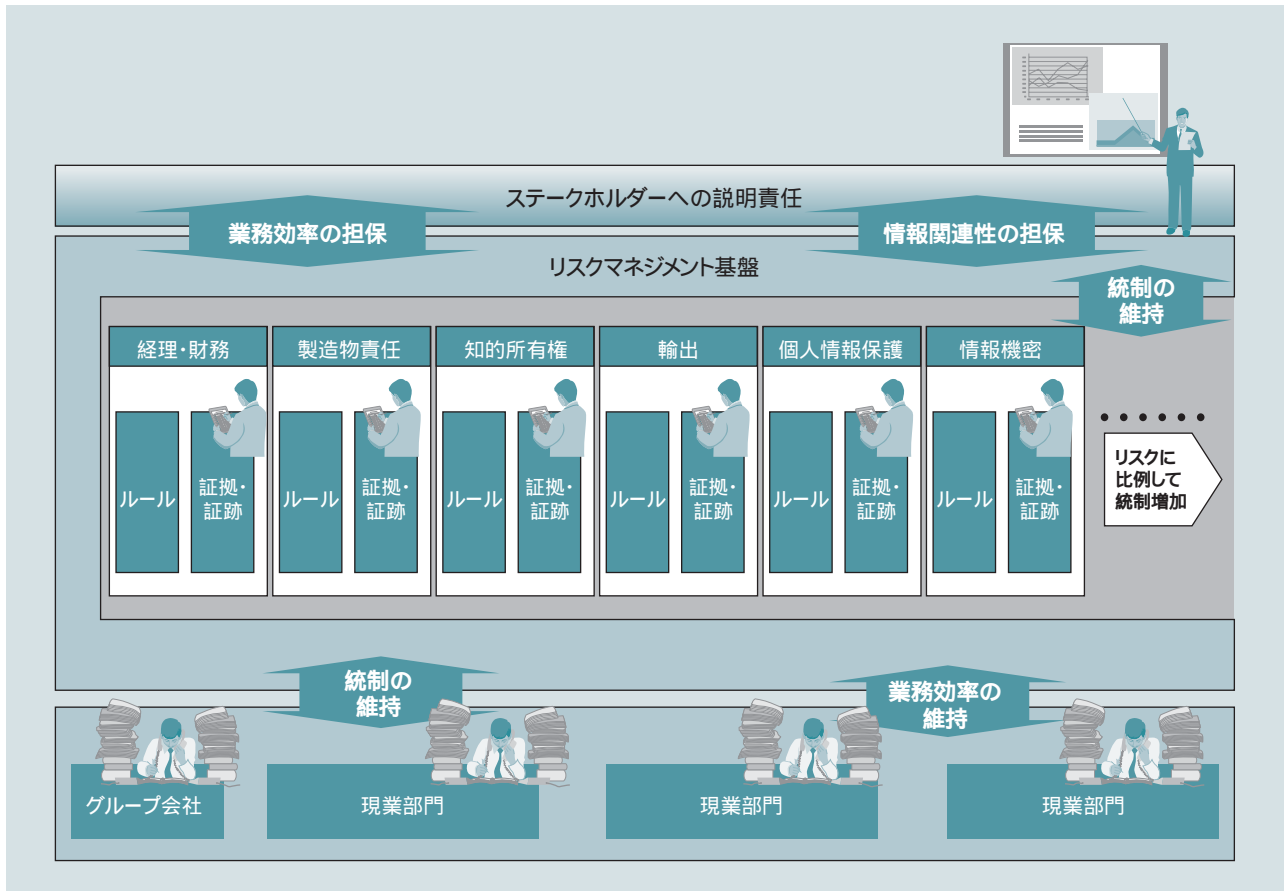 ステークホルダーへの説明責任
業務効率の担保
情報関連性の担保
リスクマネジメント基盤
統制の
維持
経理・財務
製造物責任
知的所有権
輸出
個人情報保護
情報機密
ルール
証拠・
証跡
ルール
証拠・
証跡
ルール
証拠・
証跡
ルール
証拠・
証跡
ルール
証拠・
証跡
ルール
証拠・
証跡
リスクに
比例して
統制増加
統制の
維持
業務効率の
維持
グループ会社
現業部門
現業部門
現業部門